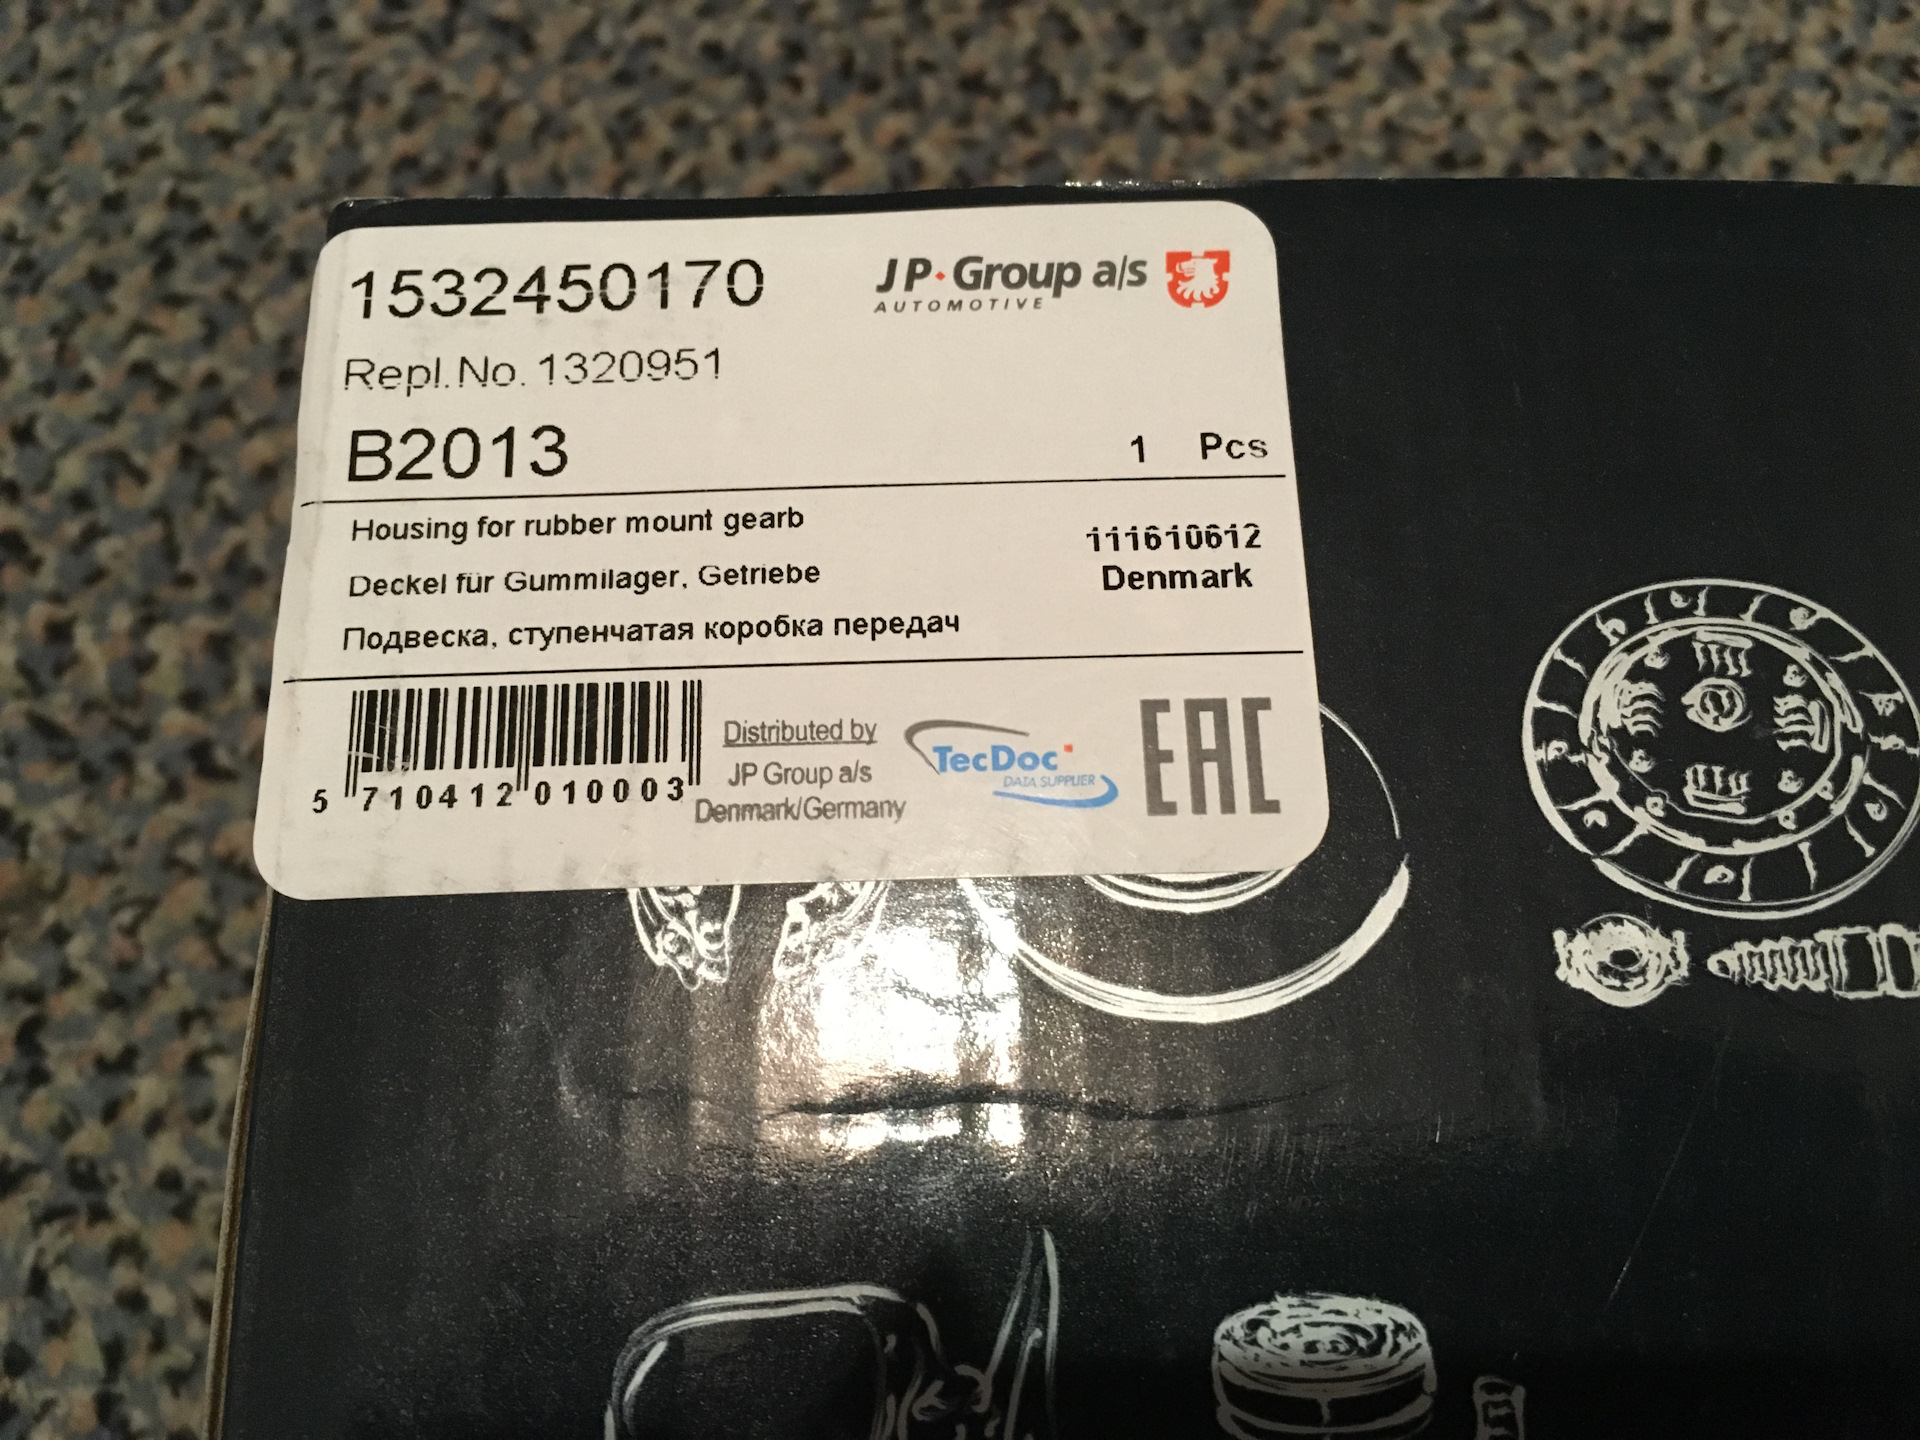 1532450170
JP Group a/s
AUTOMOTIVE
Repl.No. 1320951
B2013
1 Pcs
Housing for rubber mount gearb
111610612
Deckel für Gummilager, Getriebe
Denmark
Подвеска, ступенчатая коробка передач
5 710412 010003
Distributed by
JP Group a/s
Denmark/Germany
TecDoc
DATA SUPPLIER
EAC